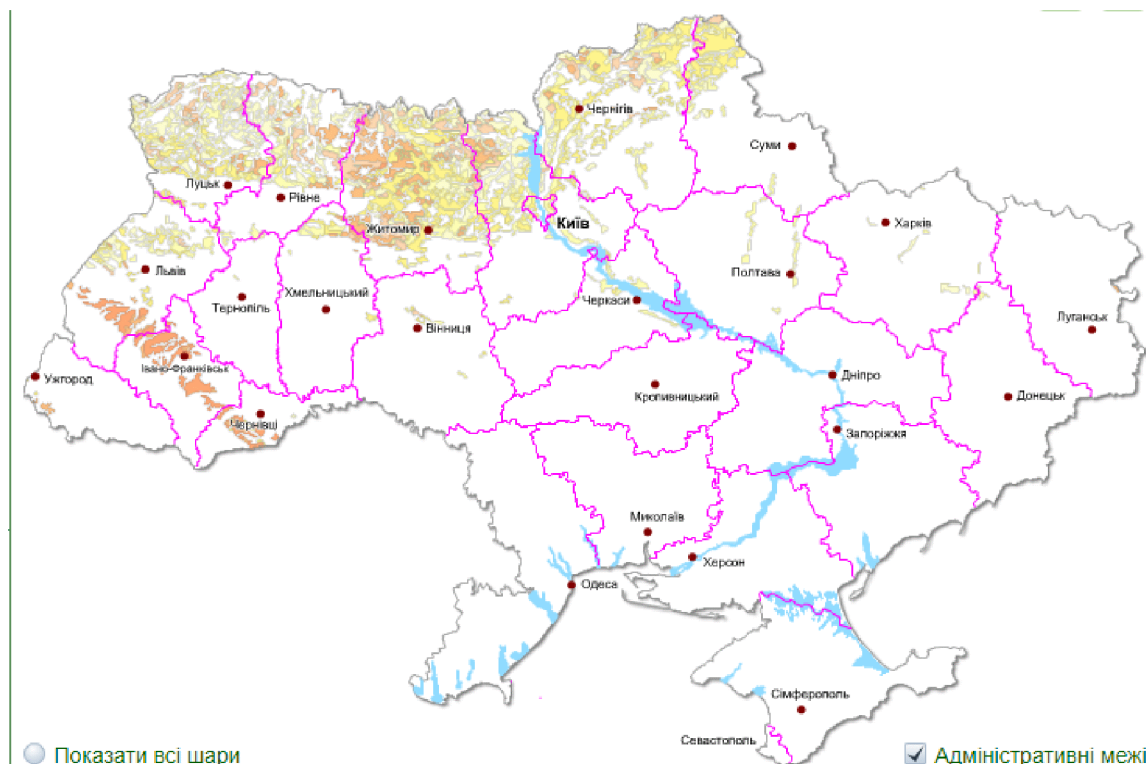 Чернігів
Суми
Луцьк
Рівне
Київ
Харків
Житомир
Львів
Полтава
Хмельницький
Тернопіль
Черкаси
Вінниця
Луганськ
Івано-Франківськ
Ужгород
Дніпро
Кропивницький
Донецьк
Чернівці
Запоріжжя
Миколаїв
Херсон
Одеса
Сімферополь
Севастополь
Показати всі шари
Адміністративні межі